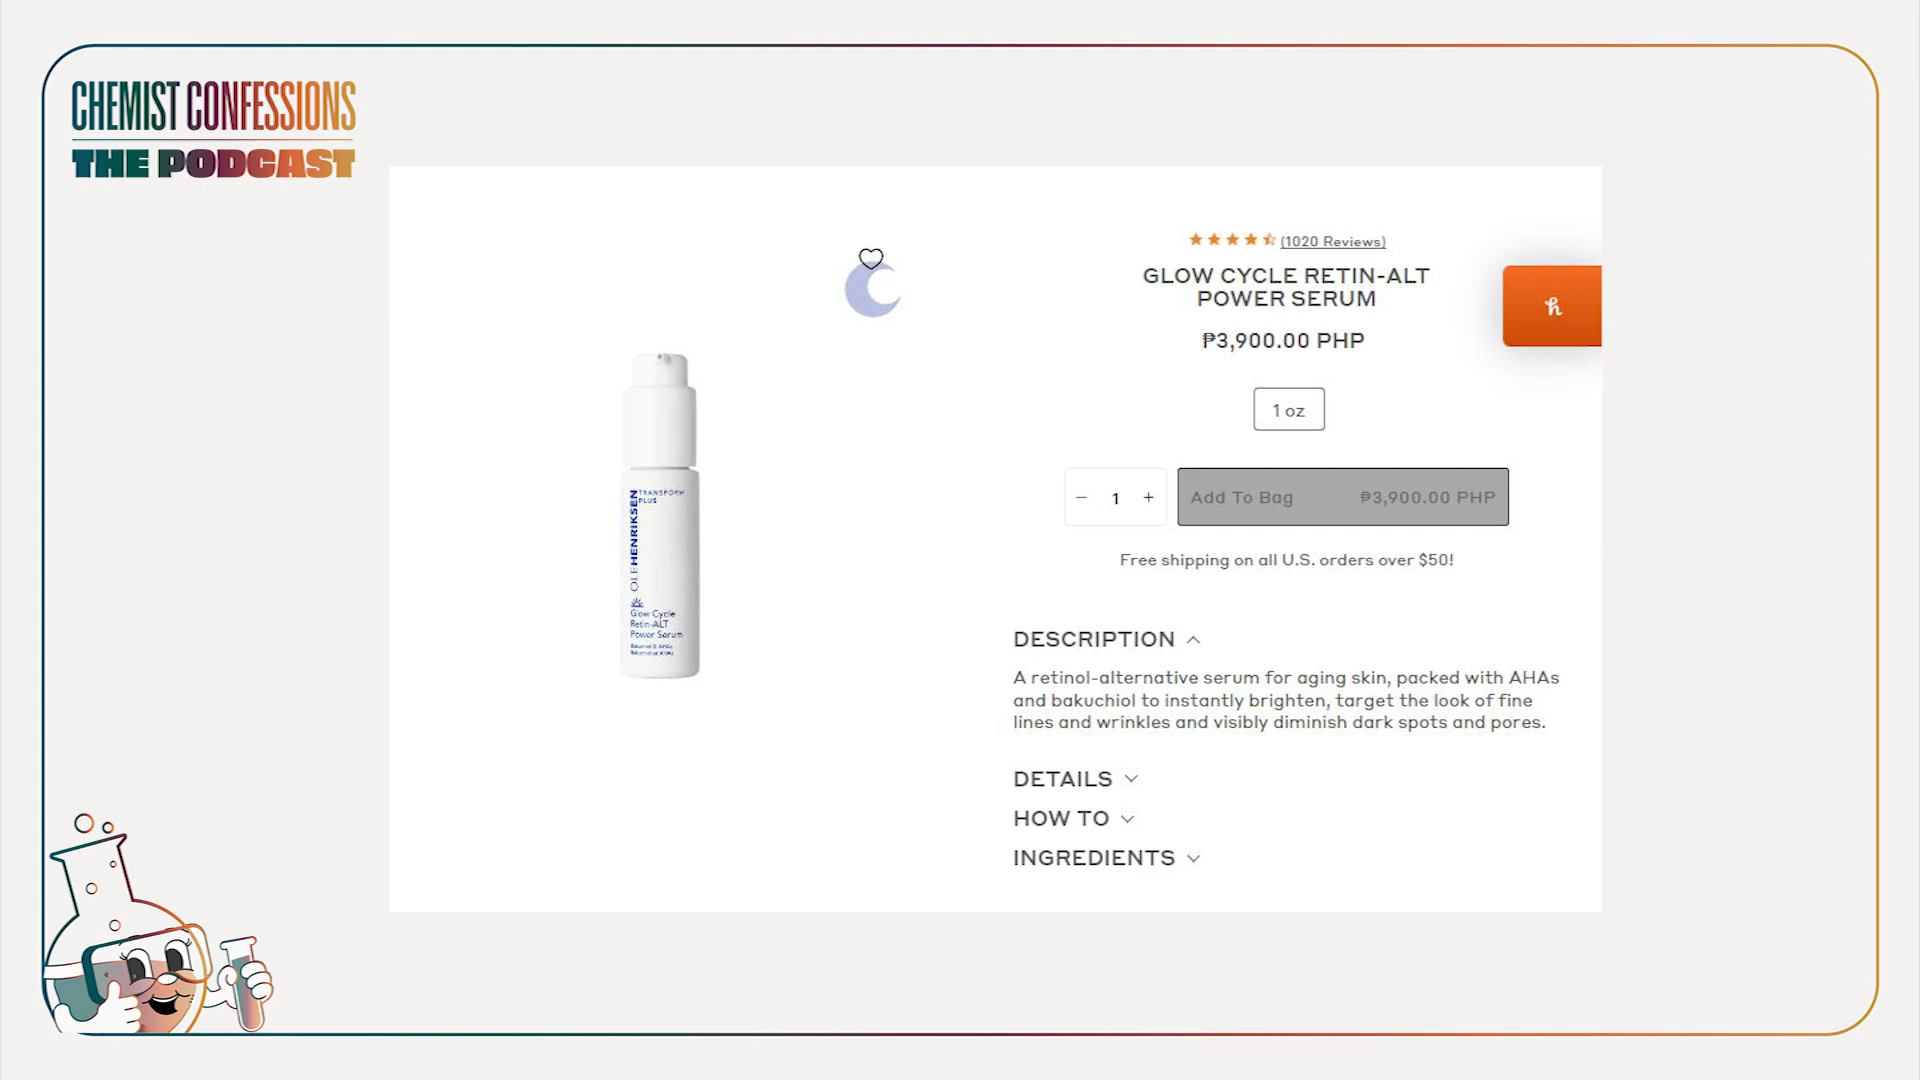 CHEMIST CONFESSIONS
THE PODCAST
(1020 Reviews)
GLOW CYCLE RETIN-ALT
POWER SERUM
₱3,900.00 PHP
1 oz
− 1 +
Add To Bag ₱3,900.00 PHP
Free shipping on all U.S. orders over $50!
DESCRIPTION
A retinol-alternative serum for aging skin, packed with AHAs
and bakuchiol to instantly brighten, target the look of fine
lines and wrinkles and visibly diminish dark spots and pores.
DETAILS
HOW TO
INGREDIENTS
OLEHENRIKSEN
TRANSFORM
PLUS
Glow Cycle
Retin-ALT
Power Serum
Bakuchiol & AHAs
h